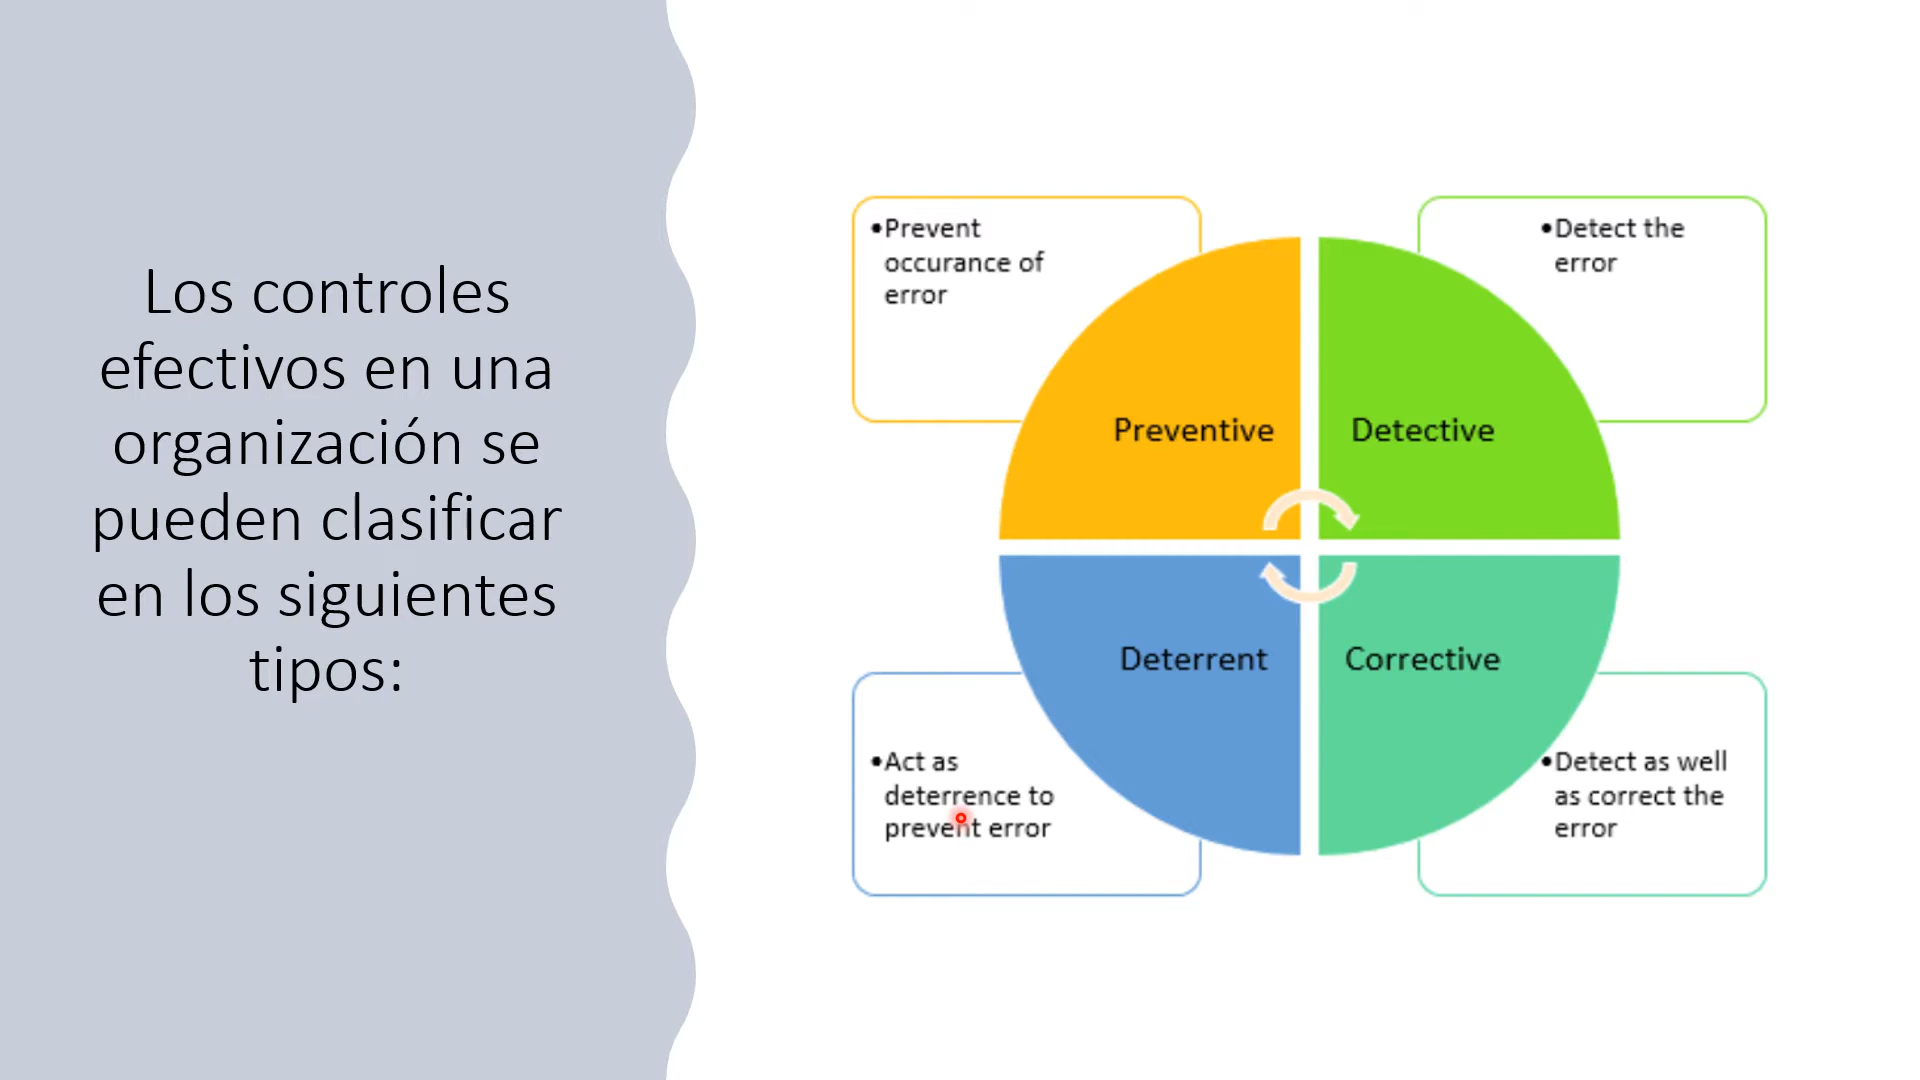 Los controles
efectivos en una
organización se
pueden clasificar
en los siguientes
tipos:
•Prevent
occurance of
error
•Detect the
error
Preventive
Detective
Deterrent
Corrective
•Act as
deterrence to
prevent error
•Detect as well
as correct the
error